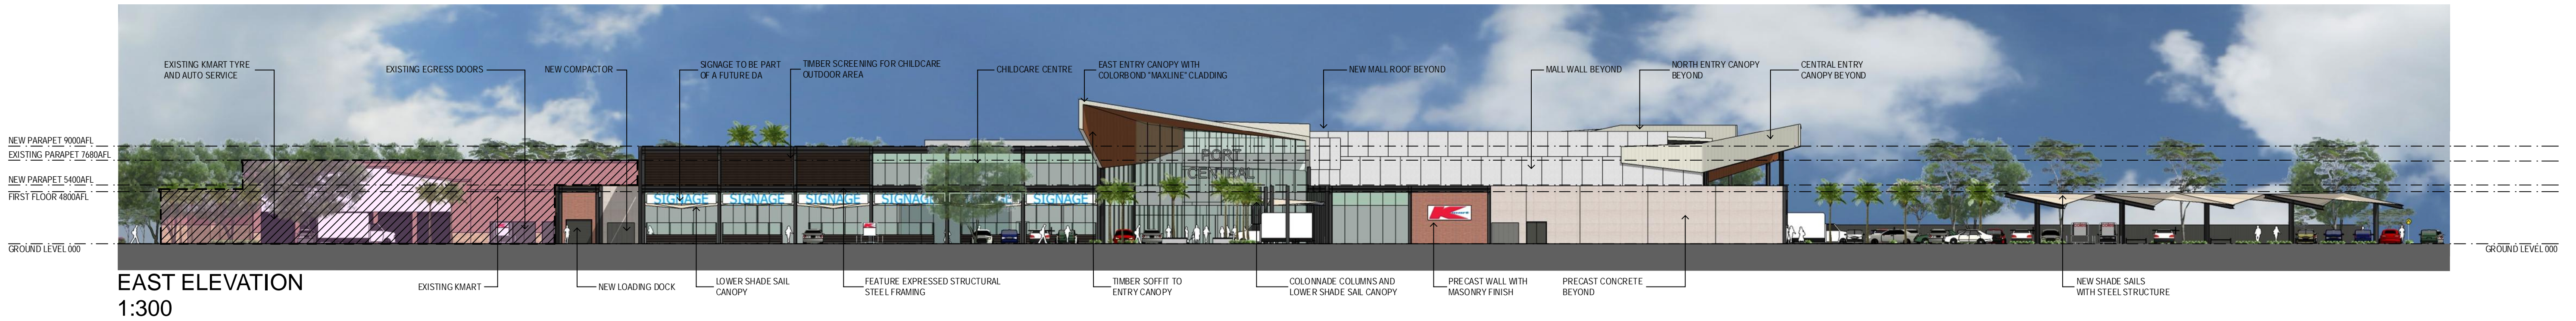 EXISTING KMART TYRE
AND AUTO SERVICE
EXISTING EGRESS DOORS
NEW COMPACTOR
SIGNAGE TO BE PART
OF A FUTURE DA
TIMBER SCREENING FOR CHILDCARE
OUTDOOR AREA
CHILDCARE CENTRE
EAST ENTRY CANOPY WITH
COLORBOND "MAXLINE" CLADDING
NEW MALL ROOF BEYOND
MALL WALL BEYOND
NORTH ENTRY CANOPY
BEYOND
CENTRAL ENTRY
CANOPY BEYOND
NEW PARAPET 9000AFL
EXISTING PARAPET 7680AFL
NEW PARAPET 5400AFL
FIRST FLOOR 4800AFL
GROUND LEVEL 000
PORT
CENTRAL
SIGNAGE
SIGNAGE
SIGNAGE
SIGNAGE
SIGNAGE
GROUND LEVEL 000
EAST ELEVATION
1:300
EXISTING KMART
NEW LOADING DOCK
LOWER SHADE SAIL
CANOPY
FEATURE EXPRESSED STRUCTURAL
STEEL FRAMING
TIMBER SOFFIT TO
ENTRY CANOPY
COLONNADE COLUMNS AND
LOWER SHADE SAIL CANOPY
PRECAST WALL WITH
MASONRY FINISH
PRECAST CONCRETE
BEYOND
NEW SHADE SAILS
WITH STEEL STRUCTURE